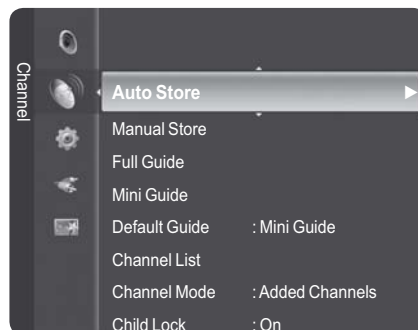 Channel
Auto Store
Manual Store
Full Guide
Mini Guide
Default Guide : Mini Guide
Channel List
Channel Mode : Added Channels
Child Lock : On